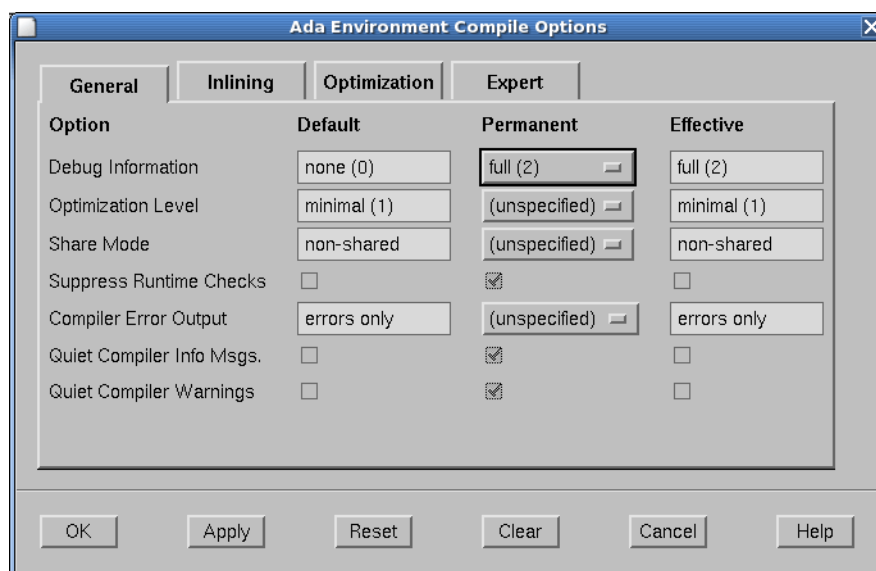 Ada Environment Compile Options
General Inlining Optimization Expert
Option Default Permanent Effective
Debug Information none (0) full (2) full (2)
Optimization Level minimal (1) (unspecified) minimal (1)
Share Mode non-shared (unspecified) non-shared
Suppress Runtime Checks
Compiler Error Output errors only (unspecified) errors only
Quiet Compiler Info Msgs.
Quiet Compiler Warnings
OK Apply Reset Clear Cancel Help